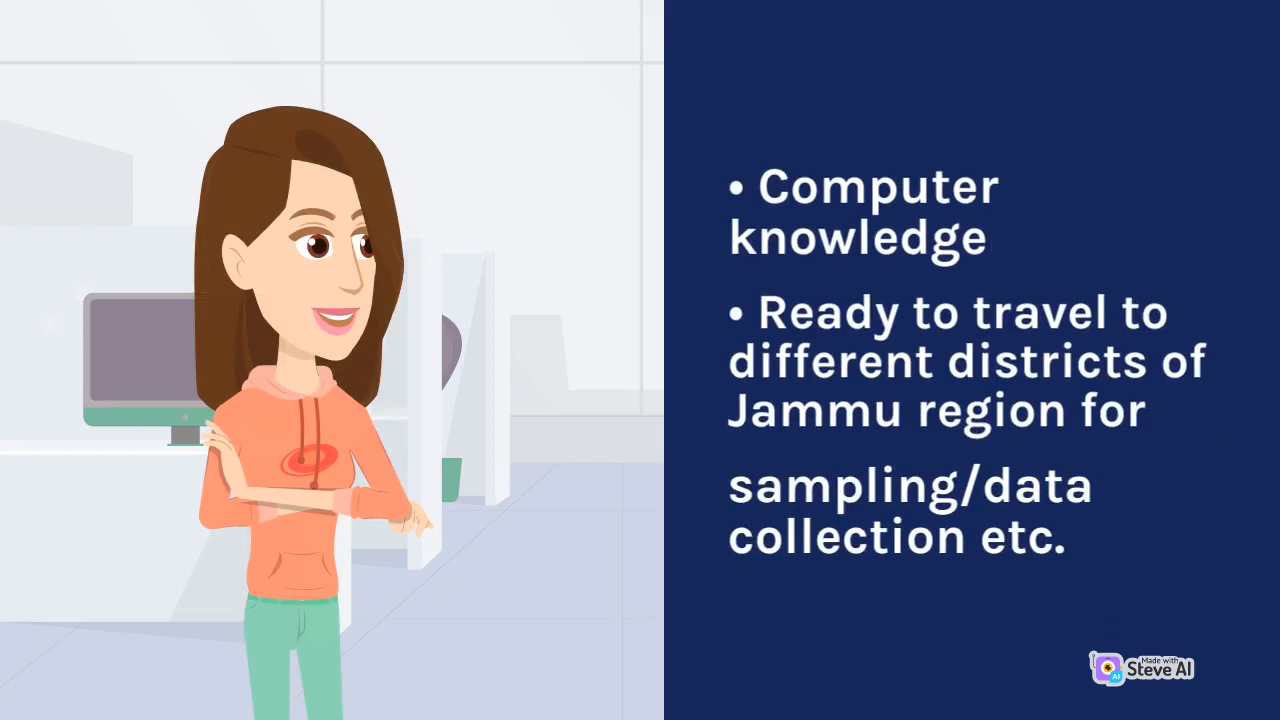 • Computer
knowledge
• Ready to travel to
different districts of
Jammu region for
sampling/data
collection etc.
Made with
Steve AI
AI